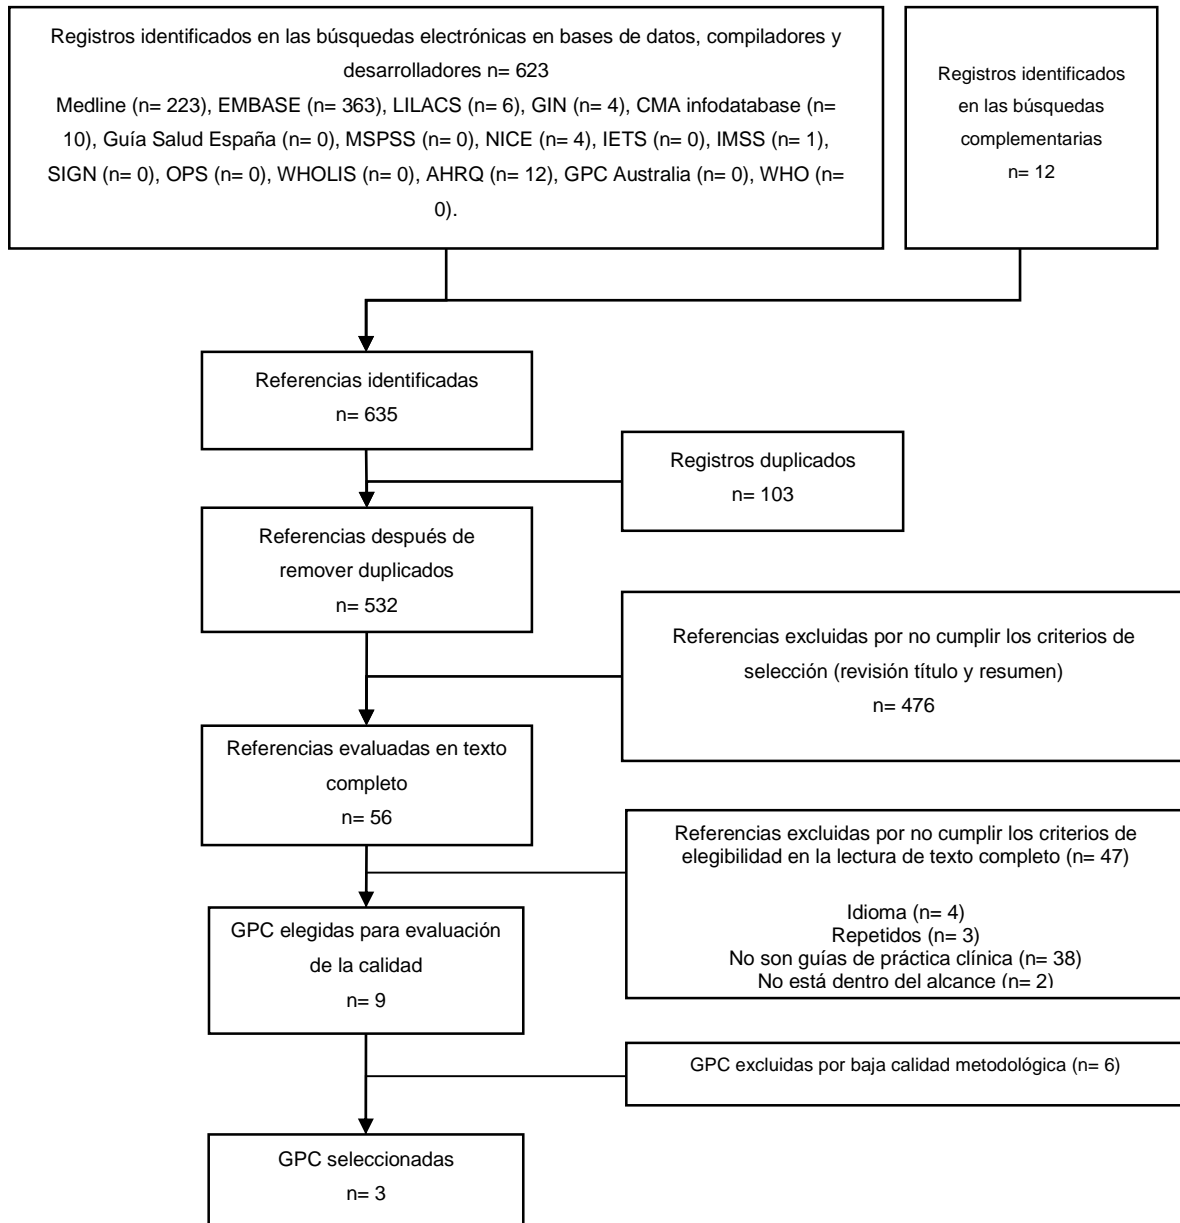 Registros identificados en las búsquedas electrónicas en bases de datos, compiladores y
desarrolladores n= 623
Medline (n= 223), EMBASE (n= 363), LILACS (n= 6), GIN (n= 4), CMA infodatabase (n=
10), Guía Salud España (n= 0), MSPSS (n= 0), NICE (n= 4), IETS (n= 0), IMSS (n= 1),
SIGN (n= 0), OPS (n= 0), WHOLIS (n= 0), AHRQ (n= 12), GPC Australia (n= 0), WHO (n=
0).
Registros identificados
en las búsquedas
complementarias
n= 12
Referencias identificadas
n= 635
Registros duplicados
n= 103
Referencias después de
remover duplicados
n= 532
Referencias excluidas por no cumplir los criterios de
selección (revisión título y resumen)
n= 476
Referencias evaluadas en texto
completo
n= 56
Referencias excluidas por no cumplir los criterios de
elegibilidad en la lectura de texto completo (n= 47)
Idioma (n= 4)
Repetidos (n= 3)
No son guías de práctica clínica (n= 38)
No está dentro del alcance (n= 2)
GPC elegidas para evaluación
de la calidad
n= 9
GPC excluidas por baja calidad metodológica (n= 6)
GPC seleccionadas
n= 3